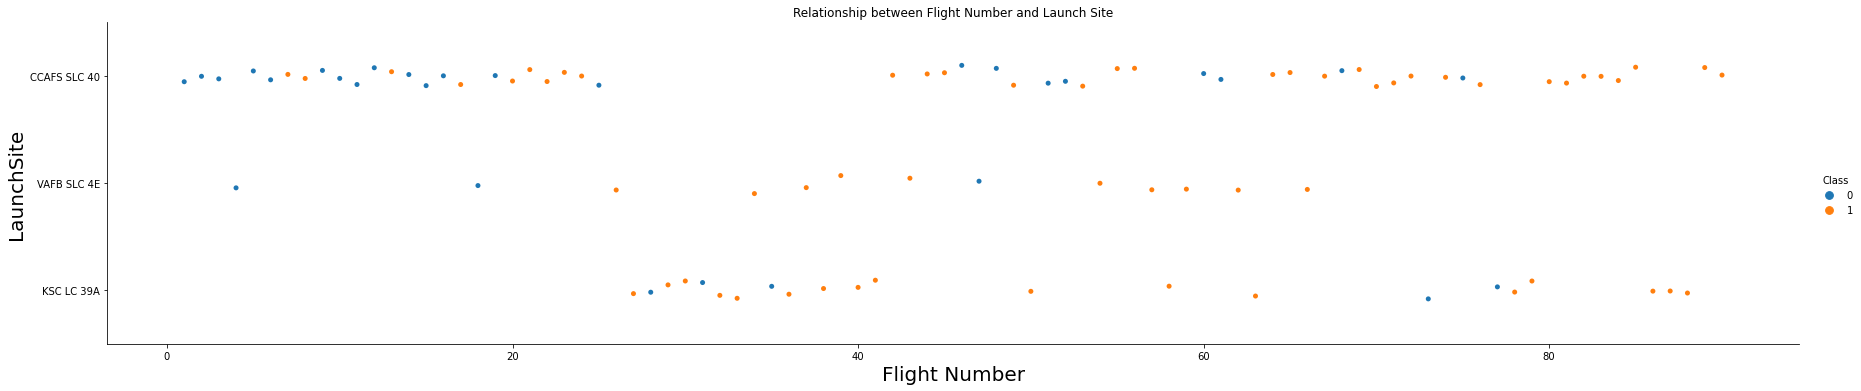 Relationship between Flight Number and Launch Site
LaunchSite
CCAFS SLC 40
VAFB SLC 4E
KSC LC 39A
0
20
40
60
80
Flight Number
Class
0
1